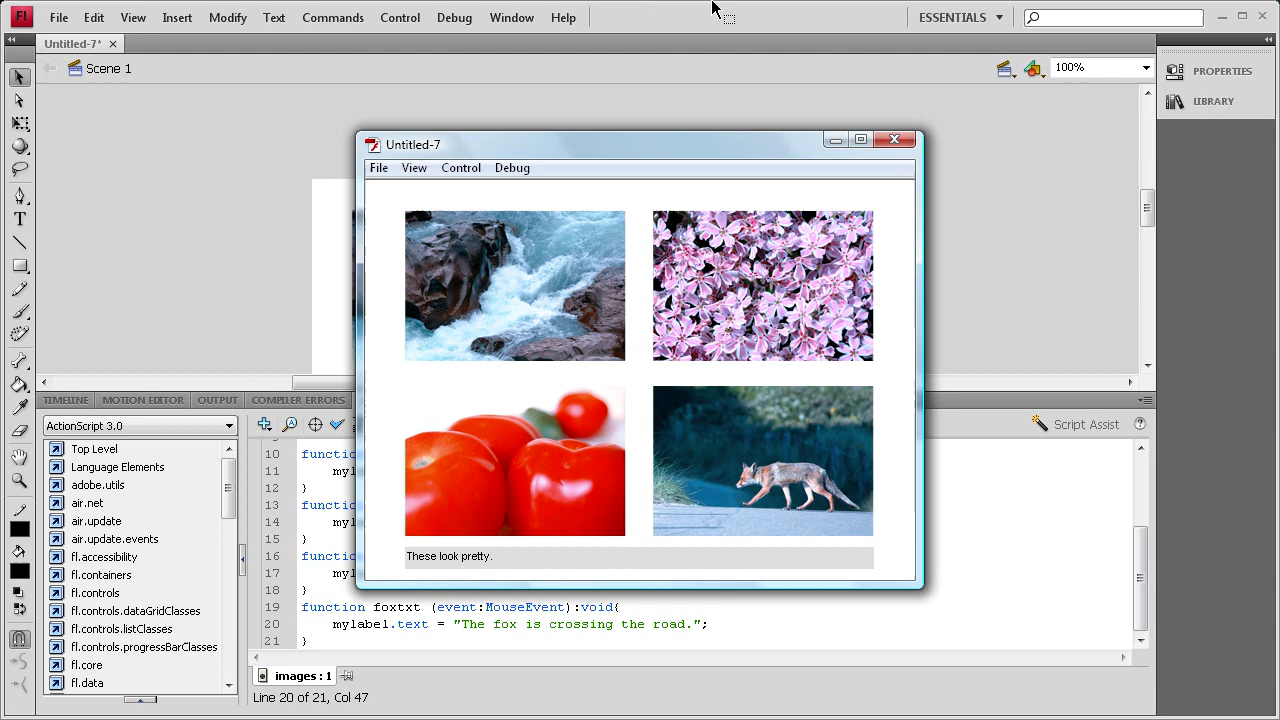 Fl File Edit View Insert Modify Text Commands Control Debug Window Help ESSENTIALS
Untitled-7*
Scene 1 100%
PROPERTIES
LIBRARY
Untitled-7
File View Control Debug
These look pretty.
TIMELINE MOTION EDITOR OUTPUT COMPILER ERRORS
ActionScript 3.0
Script Assist
Top Level
Language Elements
adobe.utils
air.net
air.update
air.update.events
fl.accessibility
fl.containers
fl.controls
fl.controls.dataGridClasses
fl.controls.listClasses
fl.controls.progressBarClasses
fl.core
fl.data
10 functio
11 my
12 }
13 functio
14 my
15 }
16 functio
17 my
18 }
19 function foxtxt (event:MouseEvent):void{
20 mylabel.text = "The fox is crossing the road.";
21 }
images : 1
Line 20 of 21, Col 47